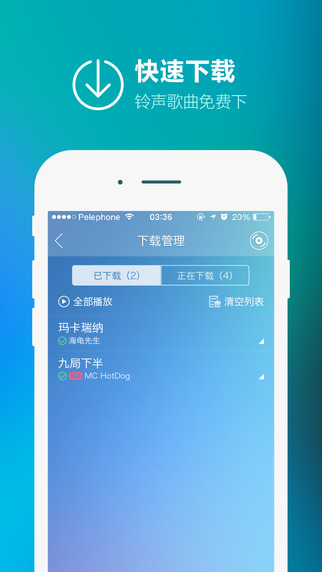 快速下载
铃声歌曲免费下
Pelephone 03:36 20%
下载管理
已下载（2） 正在下载（4）
全部播放 清空列表
玛卡瑞纳
海龟先生
九局下半
MC HotDog